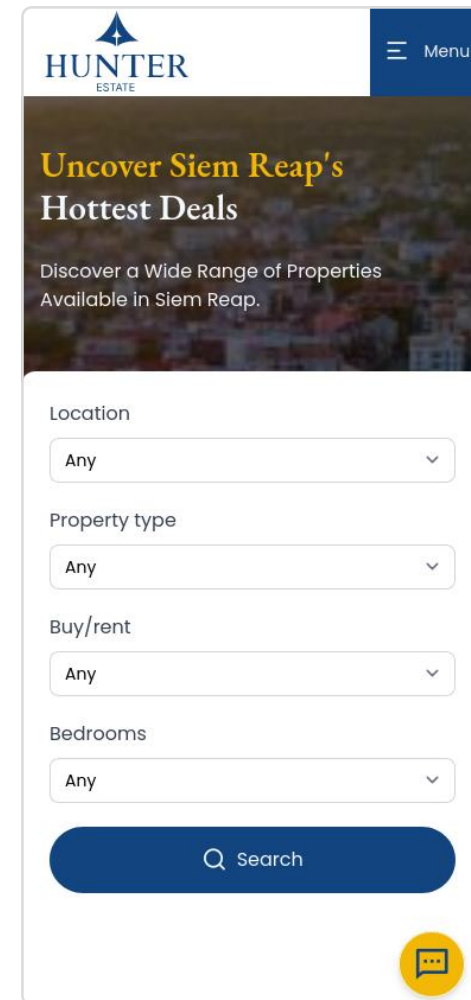 HUNTER
ESTATE
Menu
Uncover Siem Reap's
Hottest Deals
Discover a Wide Range of Properties
Available in Siem Reap.
Location
Any
Property type
Any
Buy/rent
Any
Bedrooms
Any
Search